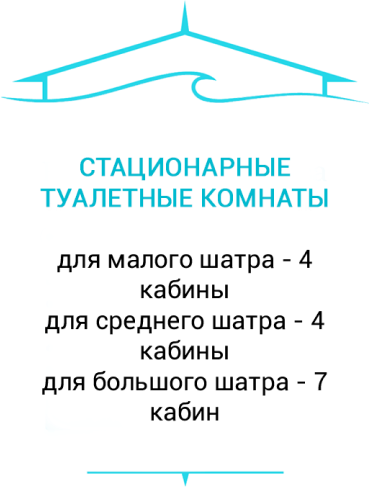 СТАЦИОНАРНЫЕ
ТУАЛЕТНЫЕ КОМНАТЫ
для малого шатра - 4
кабины
для среднего шатра - 4
кабины
для большого шатра - 7
кабин